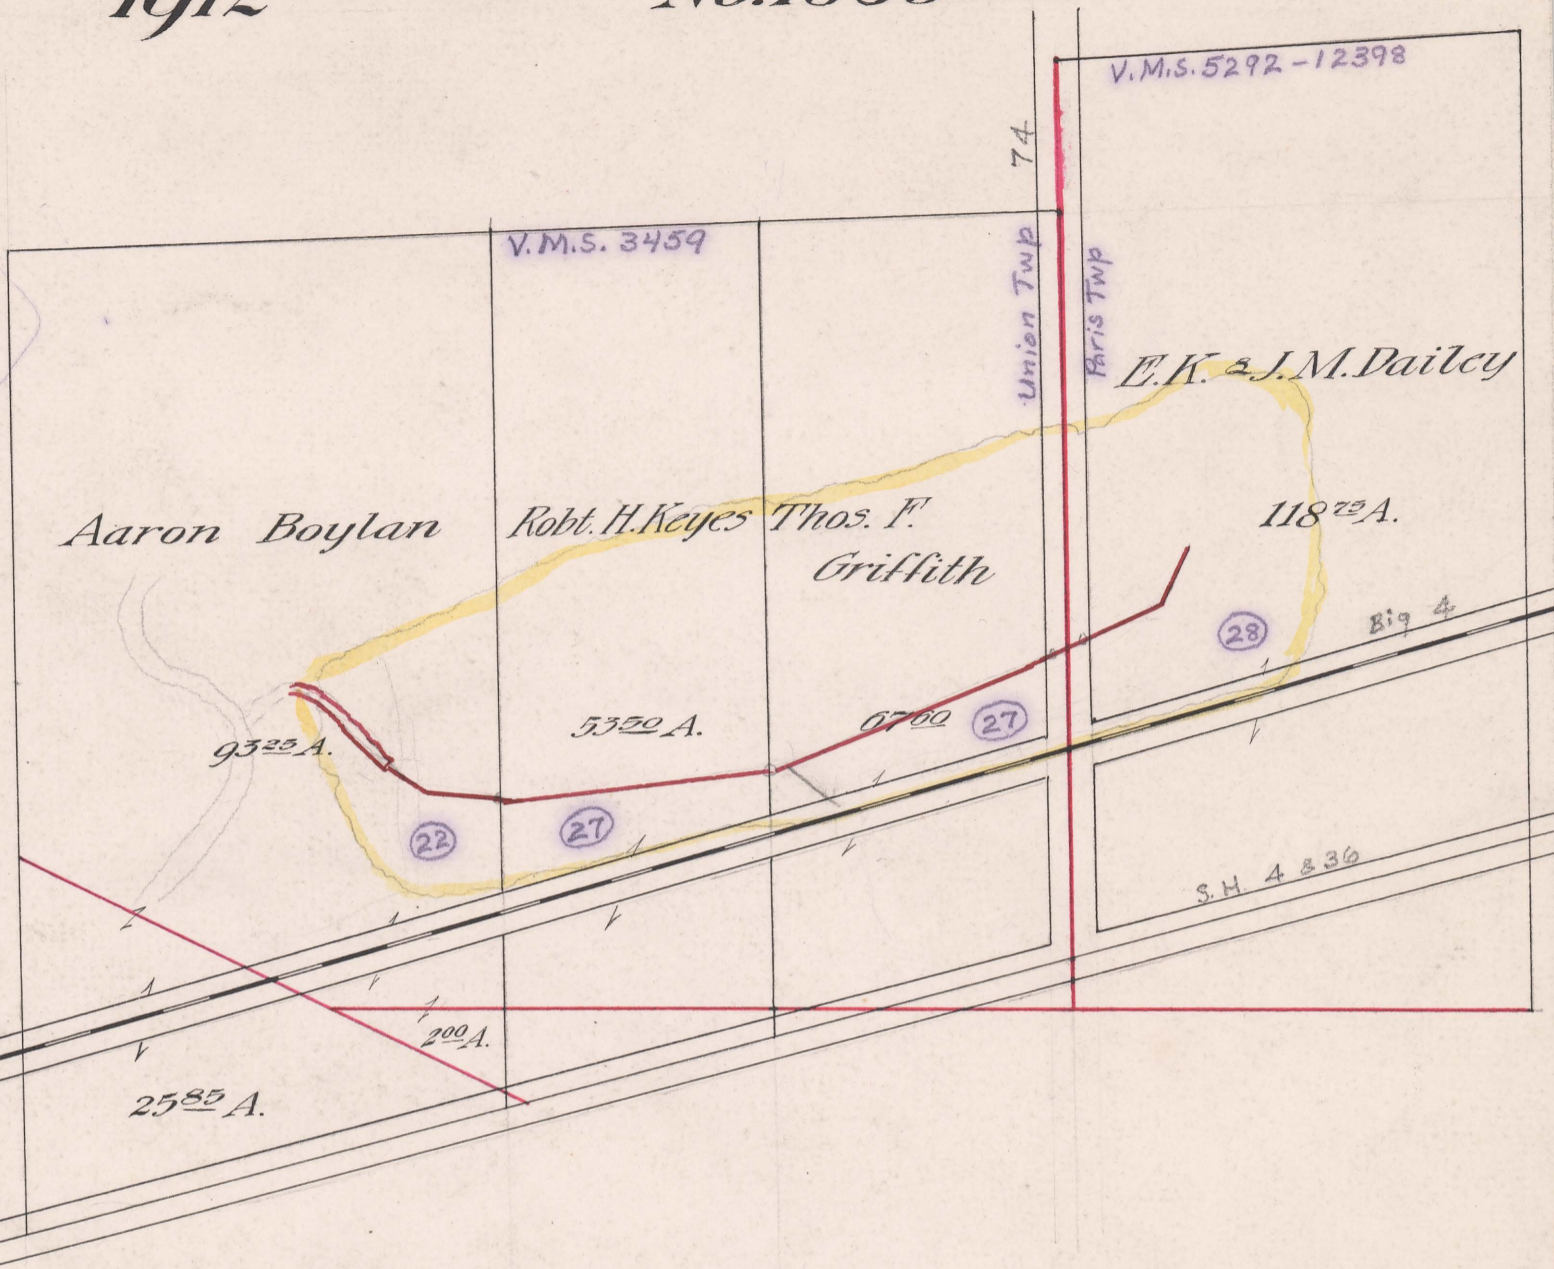 1912
V.M.S. 5292-12398
74
V.M.S. 3459
Union Twp
Paris Twp
E.K. & J.M. Dailey
Aaron Boylan
Robt. H. Keyes
Thos. F.
Griffith
118 75 A.
Big 4
28
93 25 A.
53 50 A.
67 60
27
22
27
S.H. 4 & 36
2 00 A.
25 85 A.